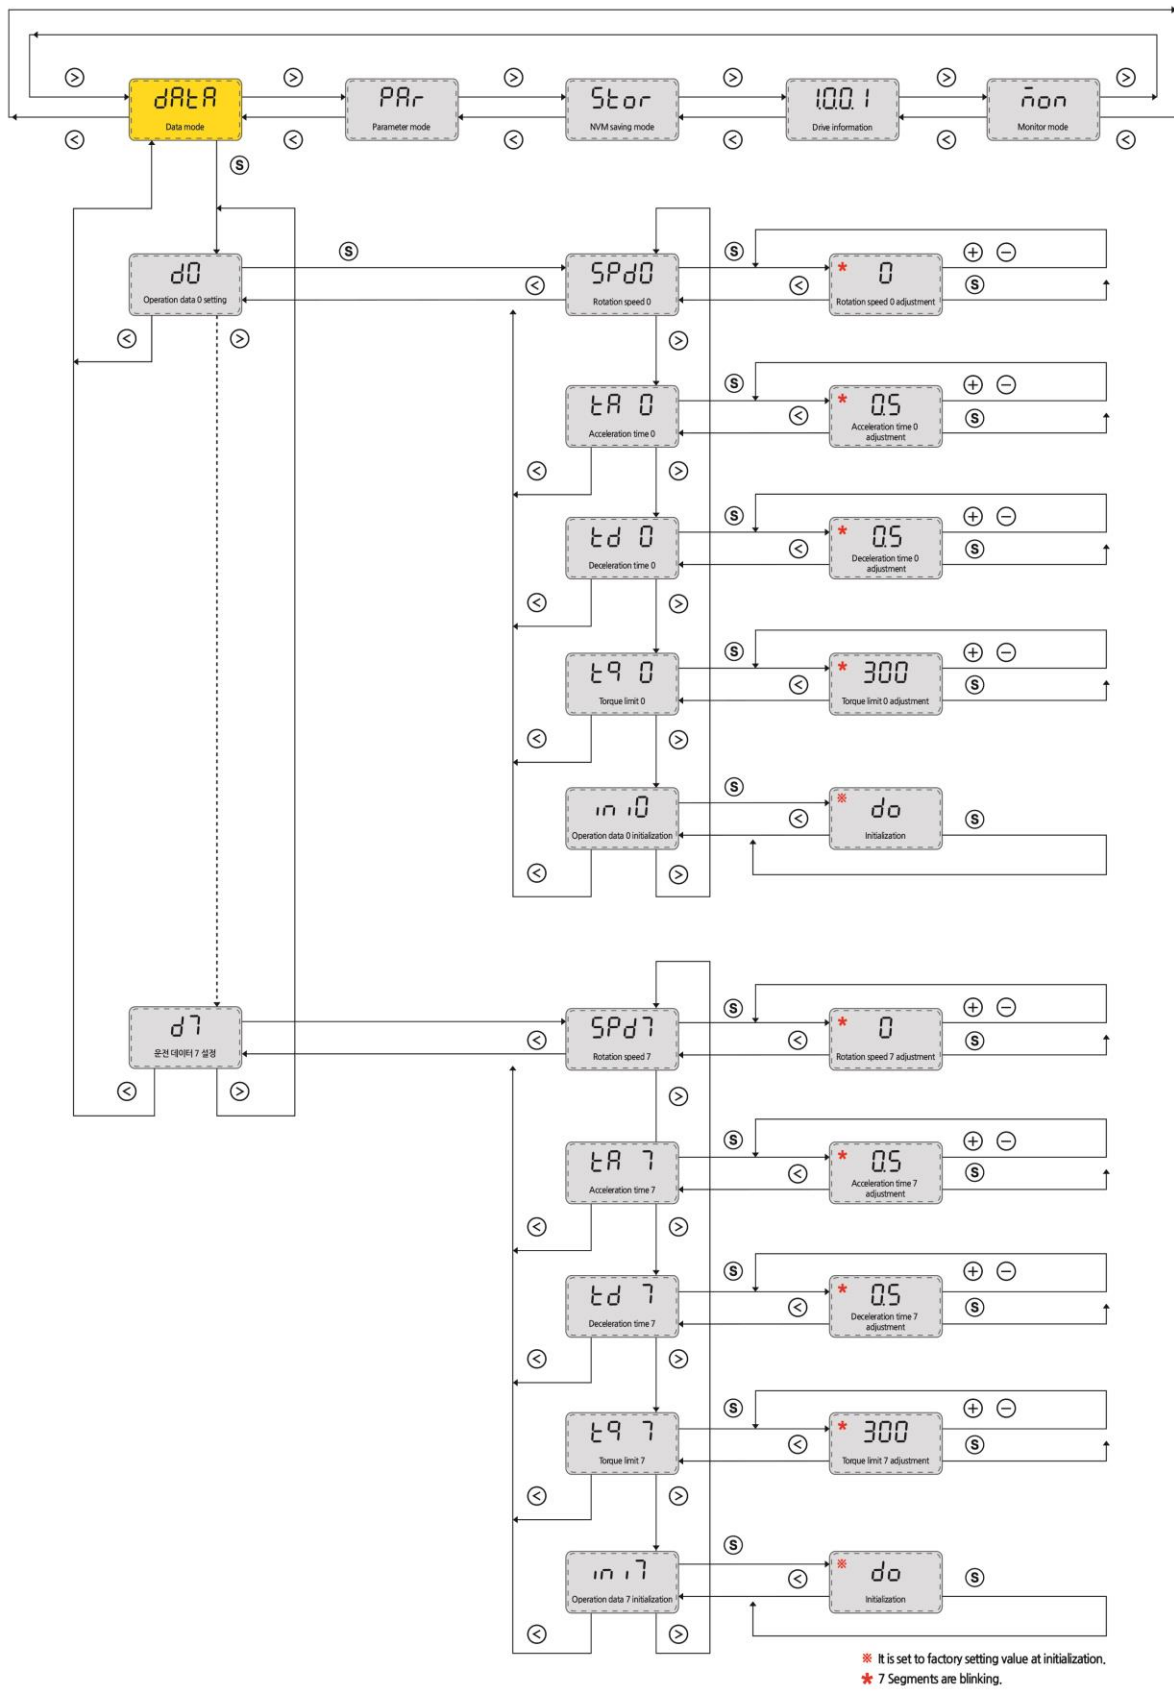 > > > > > >
dAtA PAr Stor 1.0.0.1 mon
Data mode Parameter mode NVM saving mode Drive information Monitor mode
< < < < < <
S
d0
Operation data 0 setting
S
< >
SPd0
Rotation speed 0
S
<
* 0
Rotation speed 0 adjustment
+ -
S
<
>
tA 0
Acceleration time 0
S
<
* 0.5
Acceleration time 0
adjustment
+ -
S
< >
td 0
Deceleration time 0
S
<
* 0.5
Deceleration time 0
adjustment
+ -
S
< >
tq 0
Torque limit 0
S
<
* 300
Torque limit 0 adjustment
+ -
S
< >
ini0
Operation data 0 initialization
S
<
※ do
Initialization
S
< >
d7
운전 데이터 7 설정
< >
SPd7
Rotation speed 7
S
<
* 0
Rotation speed 7 adjustment
+ -
S
<
>
tA 7
Acceleration time 7
S
<
* 0.5
Acceleration time 7
adjustment
+ -
S
< >
td 7
Deceleration time 7
S
<
* 0.5
Deceleration time 7
adjustment
+ -
S
< >
tq 7
Torque limit 7
S
<
* 300
Torque limit 7 adjustment
+ -
S
< >
ini7
Operation data 7 initialization
S
<
※ do
Initialization
S
< >
※ It is set to factory setting value at initialization.
* 7 Segments are blinking.